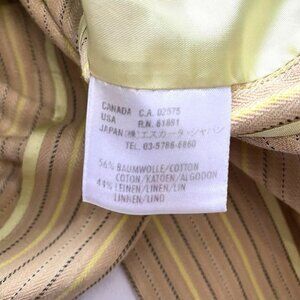 CANADA C.A. 02575
USA R.N. 61891
JAPAN (株)エスカーダ・ジャパン
TEL. 03-5786-6860
56% BAUMWOLLE/COTTON
COTON/KATOEN/ALGODON
44% LEINEN/LINEN/LIN
LINNEN/LINO